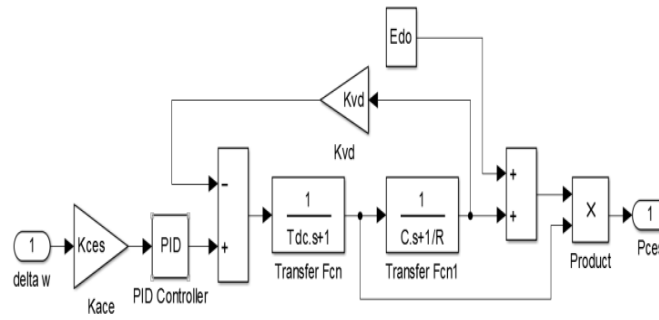 Edo
Kvd
Kvd
−
+
+
+
1
Kces
PID
1
Tdc.s+1
1
C.s+1/R
×
1
delta w
Kace
PID Controller
Transfer Fcn
Transfer Fcn1
Product
Pces